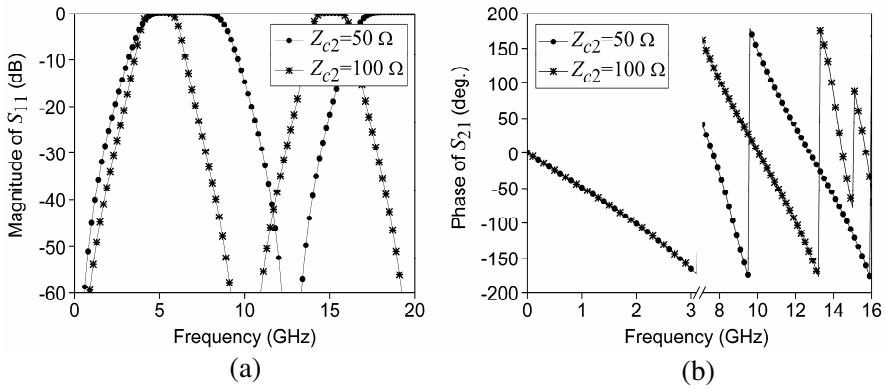 0
-10
-20
-30
-40
-50
-60
Magnitude of S11 (dB)
Zc2=50 Ω
Zc2=100 Ω
0 5 10 15 20
Frequency (GHz)
(a)
200
150
100
50
0
-50
-100
-150
-200
Phase of S21 (deg.)
Zc2=50 Ω
Zc2=100 Ω
0 1 2 3 8 10 12 14 16
Frequency (GHz)
(b)